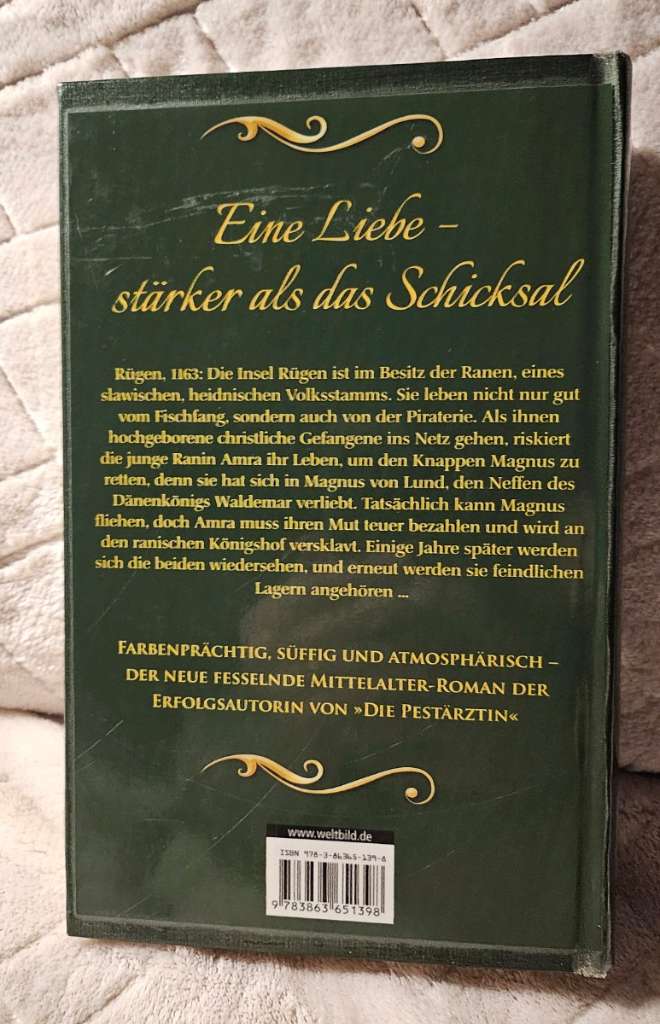 Eine Liebe –
stärker als das Schicksal
Rügen, 1163: Die Insel Rügen ist im Besitz der Ranen, eines
slawischen, heidnischen Volksstamms. Sie leben nicht nur gut
vom Fischfang, sondern auch von der Piraterie. Als ihnen
hochgeborene christliche Gefangene ins Netz gehen, riskiert
die junge Ranin Amra ihr Leben, um den Knappen Magnus zu
retten, denn sie hat sich in Magnus von Lund, den Neffen des
Dänenkönigs Waldemar verliebt. Tatsächlich kann Magnus
fliehen, doch Amra muss ihren Mut teuer bezahlen und wird an
den ranischen Königshof versklavt. Einige Jahre später werden
sich die beiden wiedersehen, und erneut werden sie feindlichen
Lagern angehören ...
FARBENPRÄCHTIG, SÜFFIG UND ATMOSPHÄRISCH –
DER NEUE FESSELNDE MITTELALTER-ROMAN DER
ERFOLGSAUTORIN VON »DIE PESTÄRZTIN«
www.weltbild.de
ISBN 978-3-86365-139-8
9 783863 651398